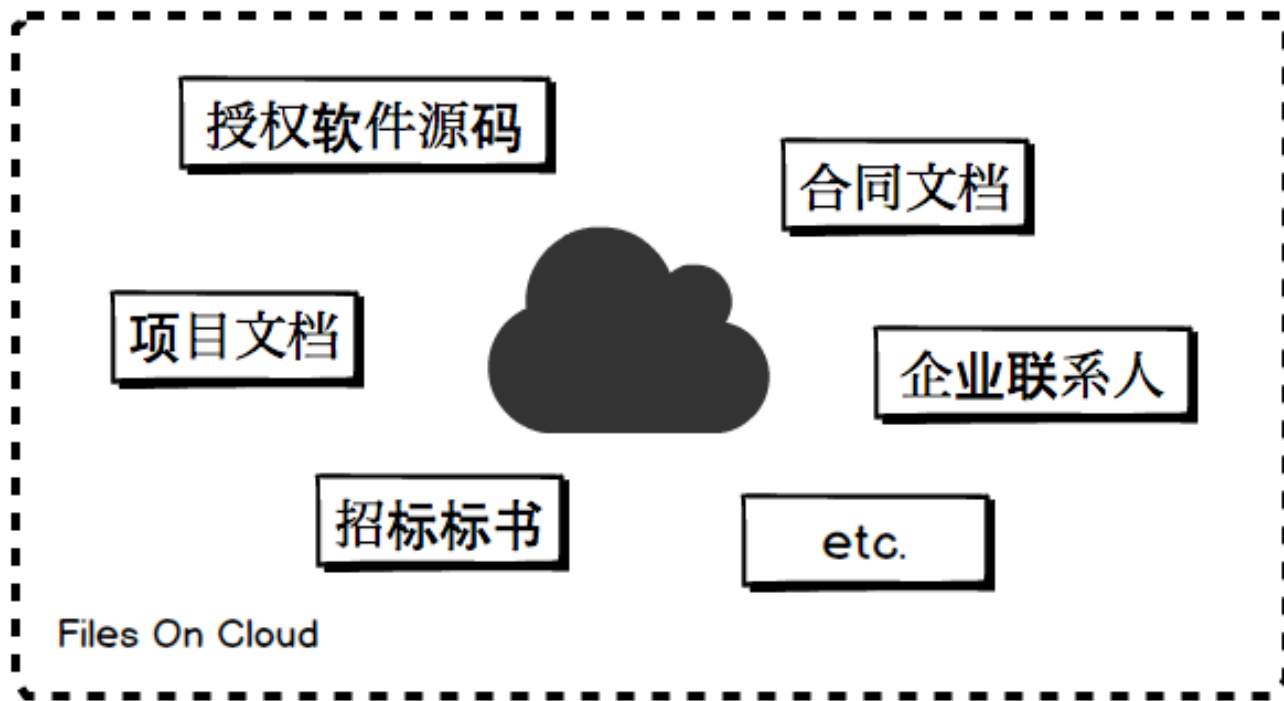 授权软件源码
合同文档
项目文档
企业联系人
招标标书
etc.
Files On Cloud